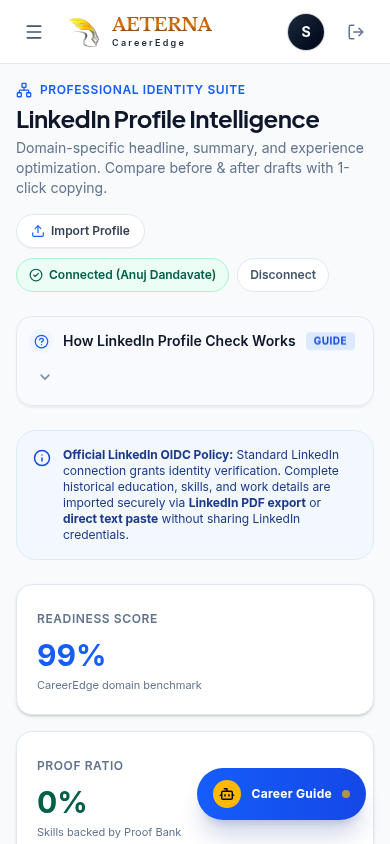 AETERNA
CareerEdge
S
PROFESSIONAL IDENTITY SUITE
LinkedIn Profile Intelligence
Domain-specific headline, summary, and experience
optimization. Compare before & after drafts with 1-
click copying.
Import Profile
Connected (Anuj Dandavate)
Disconnect
How LinkedIn Profile Check Works
GUIDE
Official LinkedIn OIDC Policy: Standard LinkedIn
connection grants identity verification. Complete
historical education, skills, and work details are
imported securely via LinkedIn PDF export or
direct text paste without sharing LinkedIn
credentials.
READINESS SCORE
99%
CareerEdge domain benchmark
PROOF RATIO
0%
Skills backed by Proof Bank
Career Guide